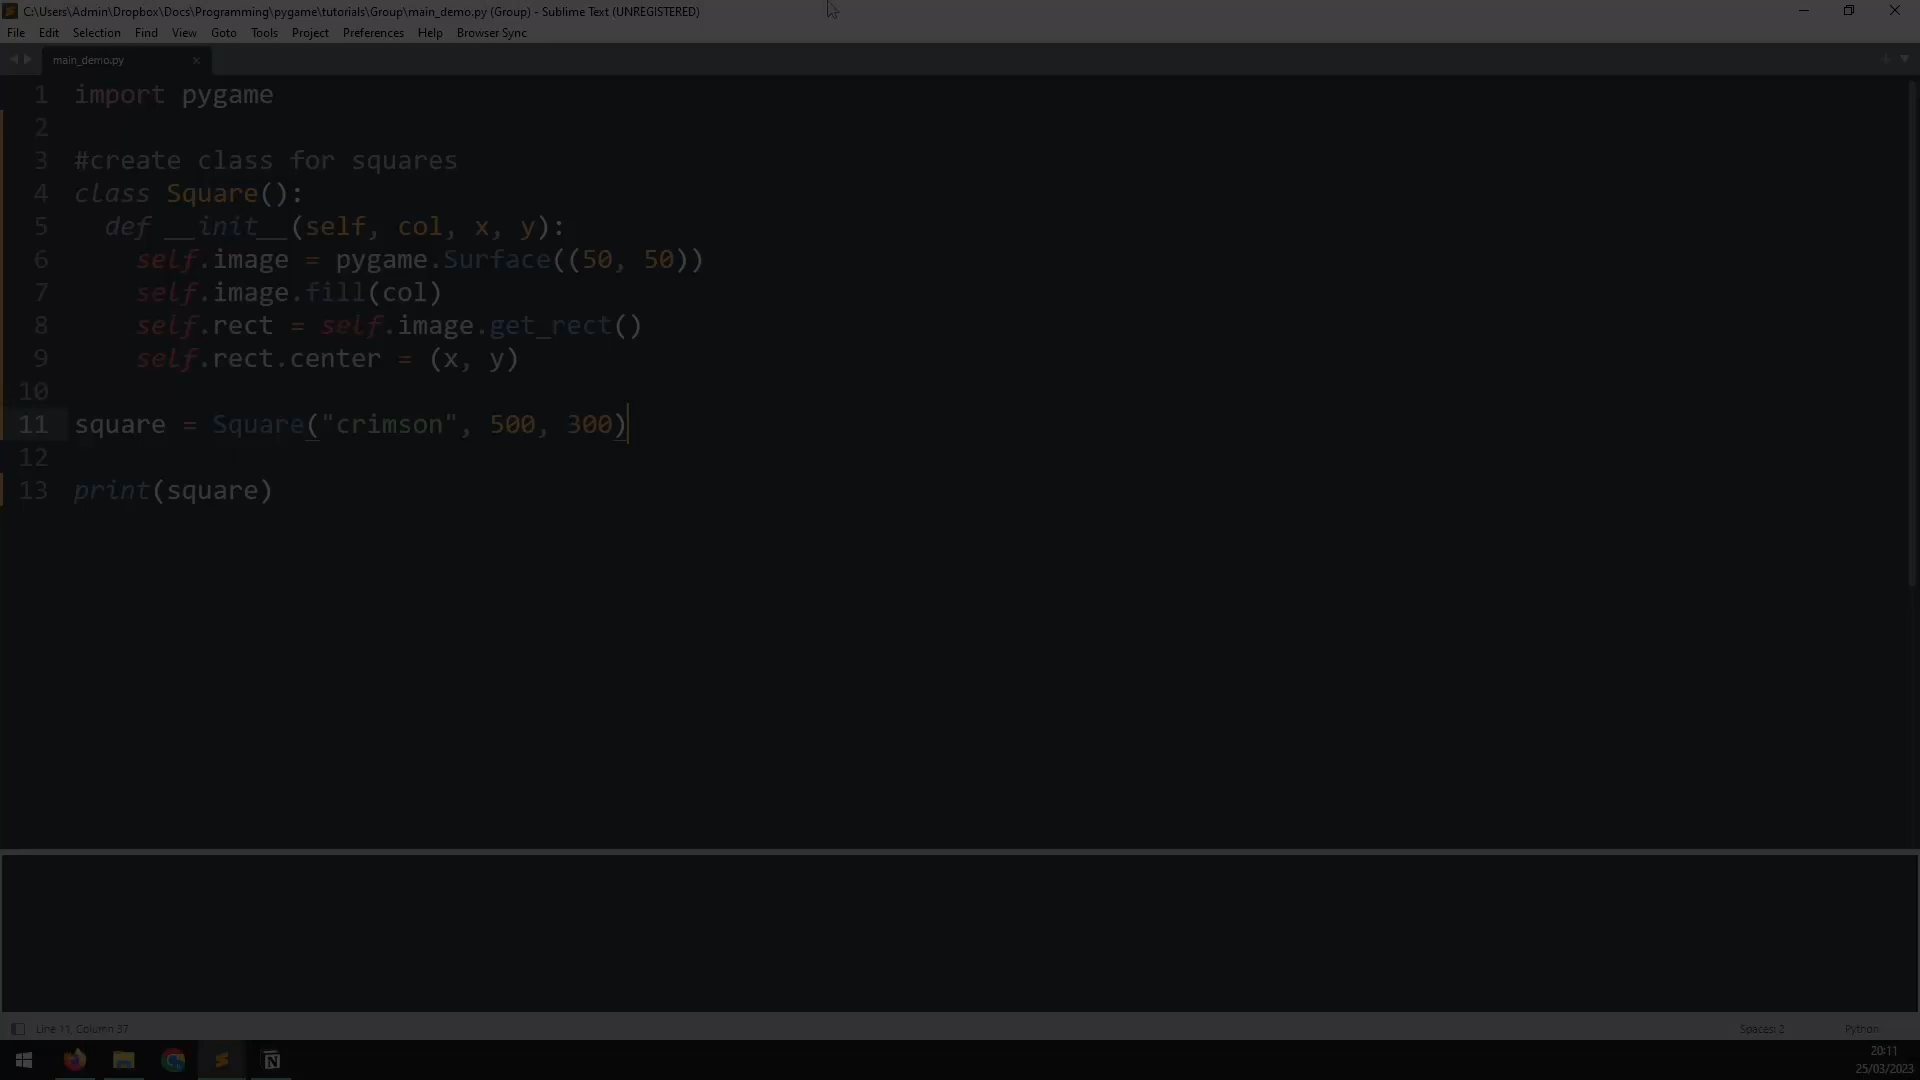 C:\Users\Admin\Dropbox\Docs\Programming\pygame\tutorials\Group\main_demo.py (Group) - Sublime Text (UNREGISTERED)
File Edit Selection Find View Goto Tools Project Preferences Help Browser Sync
main_demo.py
1 import pygame
2
3 #create class for squares
4 class Square():
5 def __init__(self, col, x, y):
6 self.image = pygame.Surface((50, 50))
7 self.image.fill(col)
8 self.rect = self.image.get_rect()
9 self.rect.center = (x, y)
10
11 square = Square("crimson", 500, 300)
12
13 print(square)
Line 11, Column 37 Spaces: 2 Python
20:11
25/03/2023